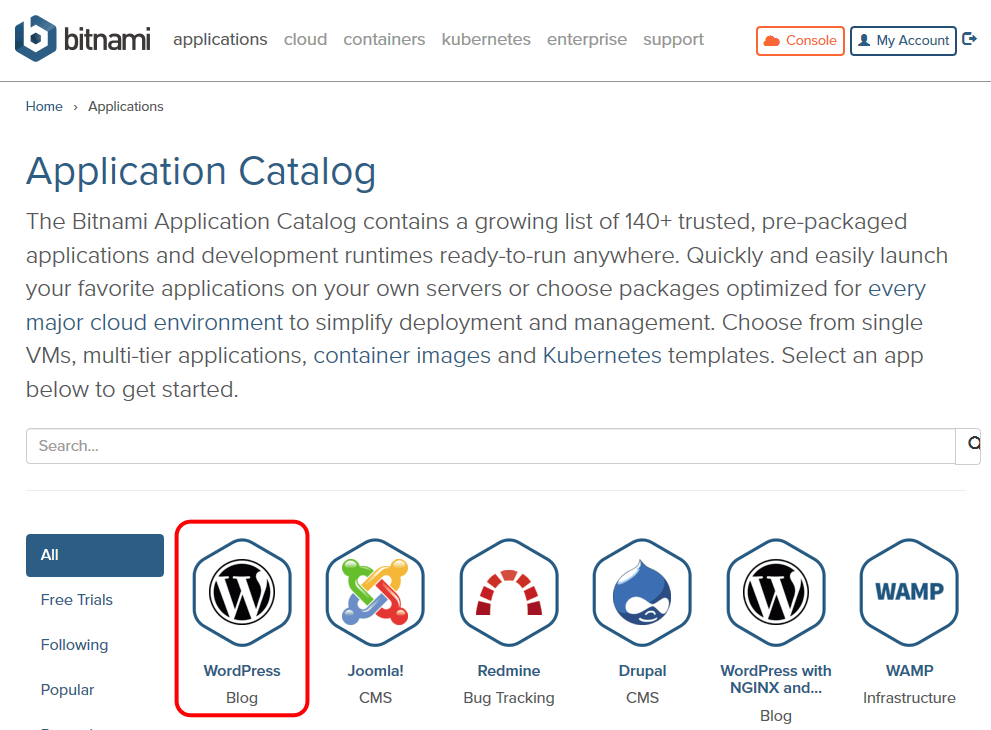 bitnami applications cloud containers kubernetes enterprise support Console My Account
Home › Applications
Application Catalog
The Bitnami Application Catalog contains a growing list of 140+ trusted, pre-packaged
applications and development runtimes ready-to-run anywhere. Quickly and easily launch
your favorite applications on your own servers or choose packages optimized for every
major cloud environment to simplify deployment and management. Choose from single
VMs, multi-tier applications, container images and Kubernetes templates. Select an app
below to get started.
Search...
All
Free Trials
Following
Popular
WordPress
Blog
Joomla!
CMS
Redmine
Bug Tracking
Drupal
CMS
WordPress with
NGINX and...
Blog
WAMP
WAMP
Infrastructure